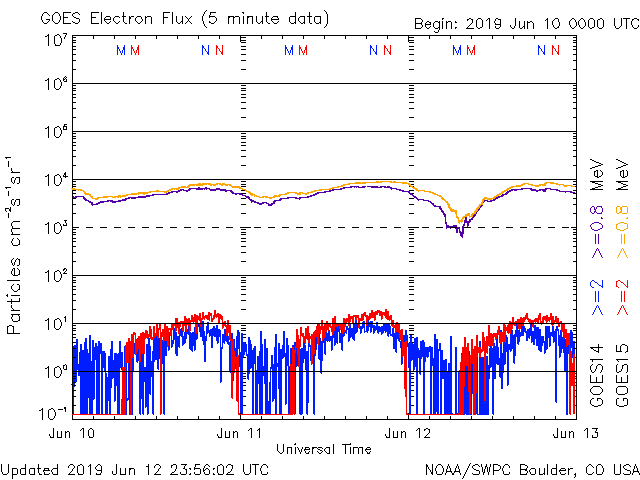 GOES Electron Flux (5 minute data)
Begin: 2019 Jun 10 0000 UTC
M M N N M M N N M M N N
10⁷
10⁶
10⁵
10⁴
10³
10²
10¹
10⁰
10⁻¹
Particles cm⁻²s⁻¹sr⁻¹
Jun 10 Jun 11 Jun 12 Jun 13
Universal Time
GOES14 >=2 >=0.8 MeV
GOES15 >=2 >=0.8 MeV
Updated 2019 Jun 12 23:56:02 UTC
NOAA/SWPC Boulder, CO USA